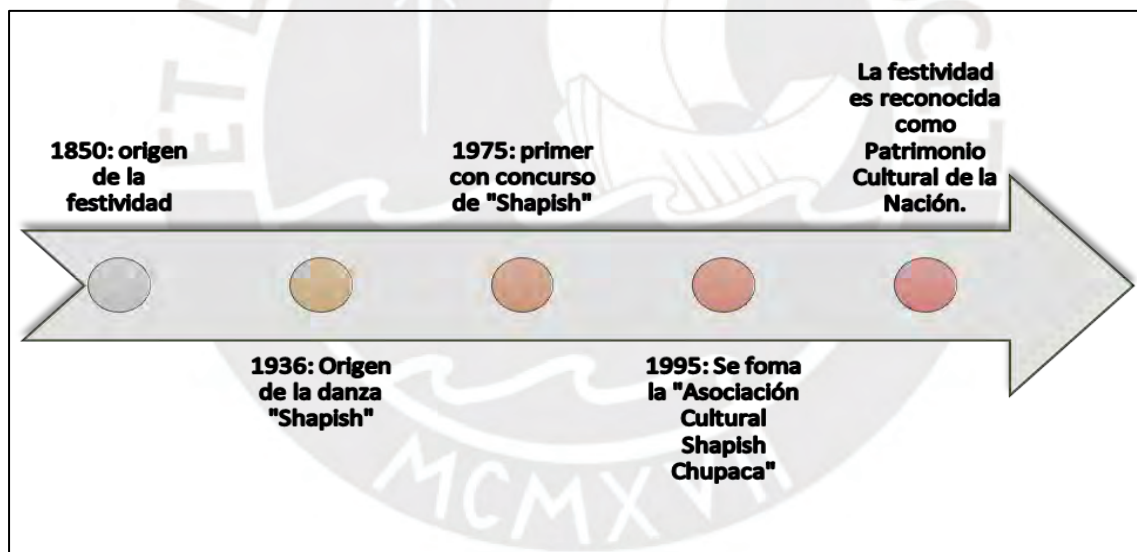 1850: origen
de la
festividad
1936: Origen
de la danza
"Shapish"
1975: primer
con concurso
de "Shapish"
1995: Se foma
la "Asociación
Cultural
Shapish
Chupaca"
La festividad
es reconocida
como
Patrimonio
Cultural de la
Nación.
ET L
MCMXVII